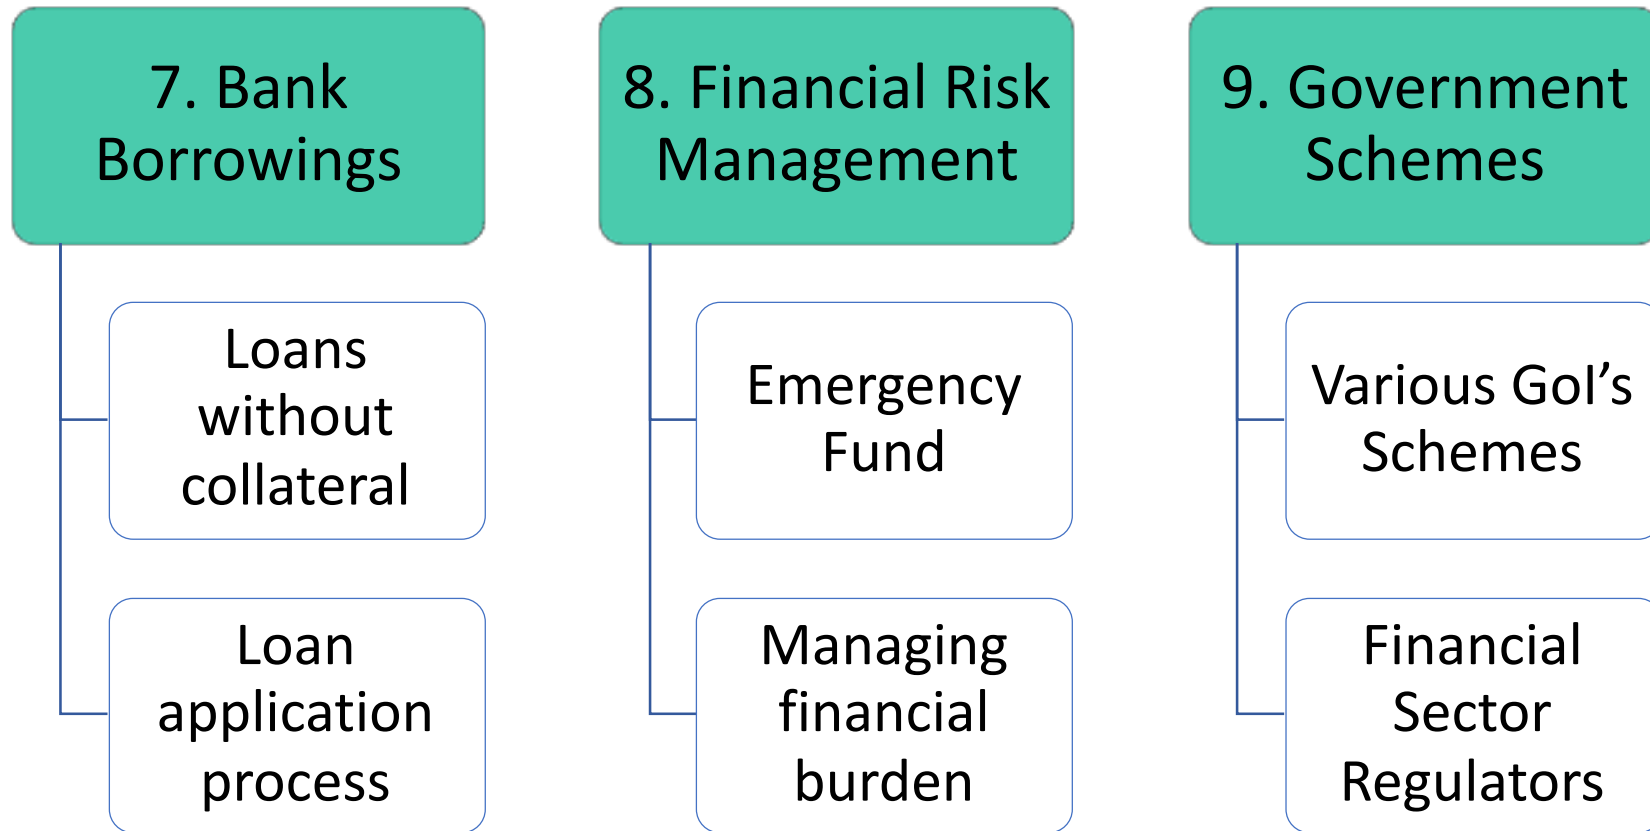 7. Bank
Borrowings
Loans
without
collateral
Loan
application
process
8. Financial Risk
Management
Emergency
Fund
Managing
financial
burden
9. Government
Schemes
Various GoI’s
Schemes
Financial
Sector
Regulators